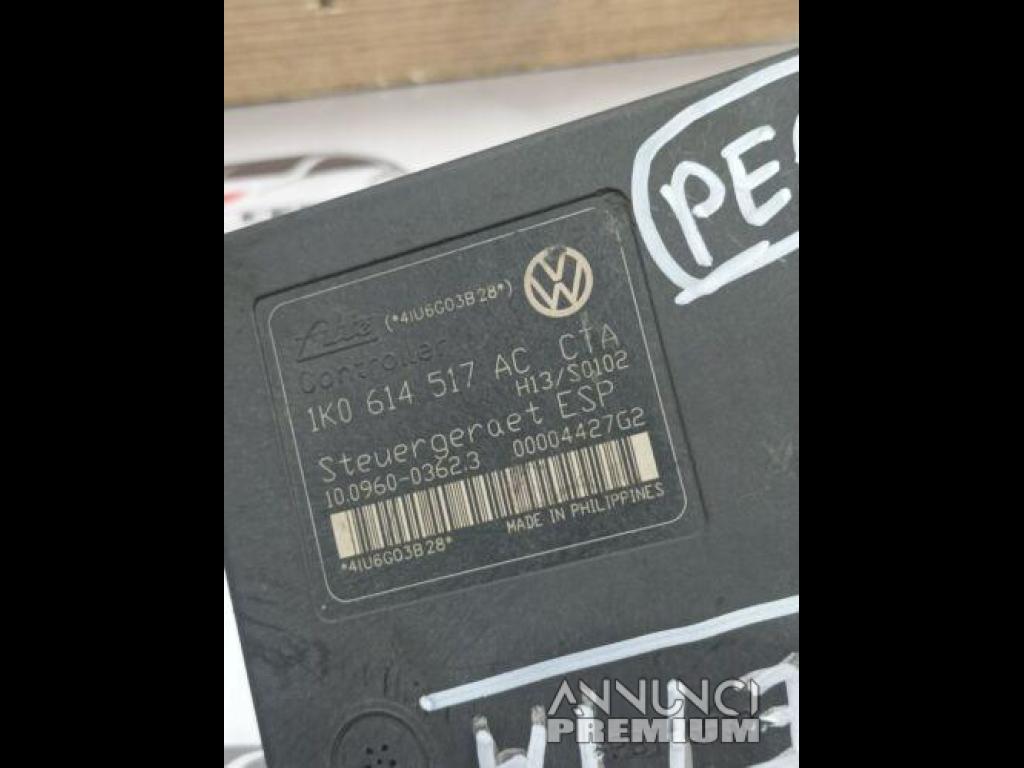 PE
(*4IU6G03B28*)
Ate
Controller
1K0 614 517 AC CTA
H13/S0102
Steuergeraet ESP
10.0960-0362.3 00004427G2
MADE IN PHILIPPINES
*4IU6G03B28*
ANNUNCI
PREMIUM